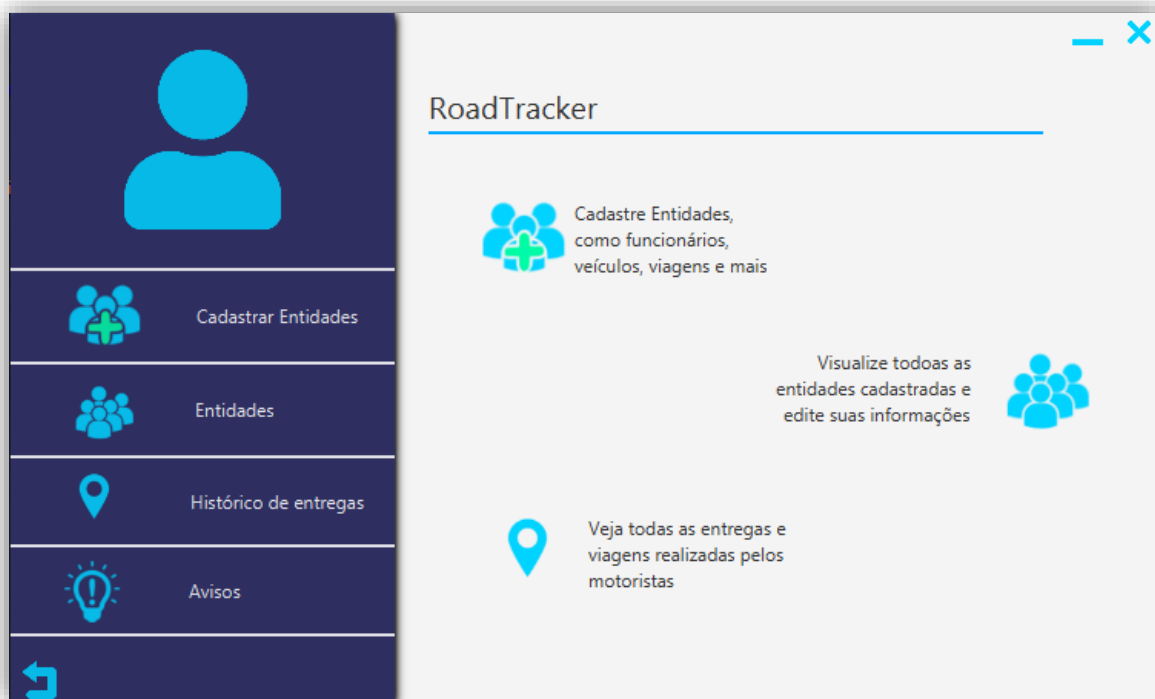 RoadTracker
Cadastre Entidades,
como funcionários,
veículos, viagens e mais
Cadastrar Entidades
Visualize todoas as
entidades cadastradas e
edite suas informações
Entidades
Histórico de entregas
Veja todas as entregas e
viagens realizadas pelos
motoristas
Avisos